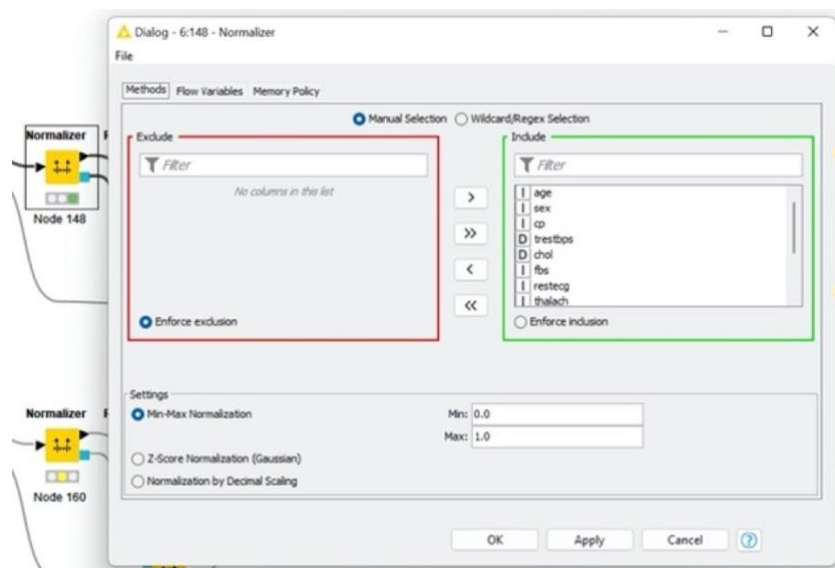 Dialog - 6:148 - Normalizer
File
Methods Flow Variables Memory Policy
Manual Selection Wildcard/Regex Selection
Exclude
Filter
No columns in this list
Enforce exclusion
>
>>
<
<<
Include
Filter
I age
I sex
I cp
D trestbps
D chol
I fbs
I restecg
I thalach
Enforce inclusion
Settings
Min-Max Normalization
Min: 0.0
Max: 1.0
Z-Score Normalization (Gaussian)
Normalization by Decimal Scaling
OK Apply Cancel ?
Normalizer
Node 148
Normalizer
Node 160